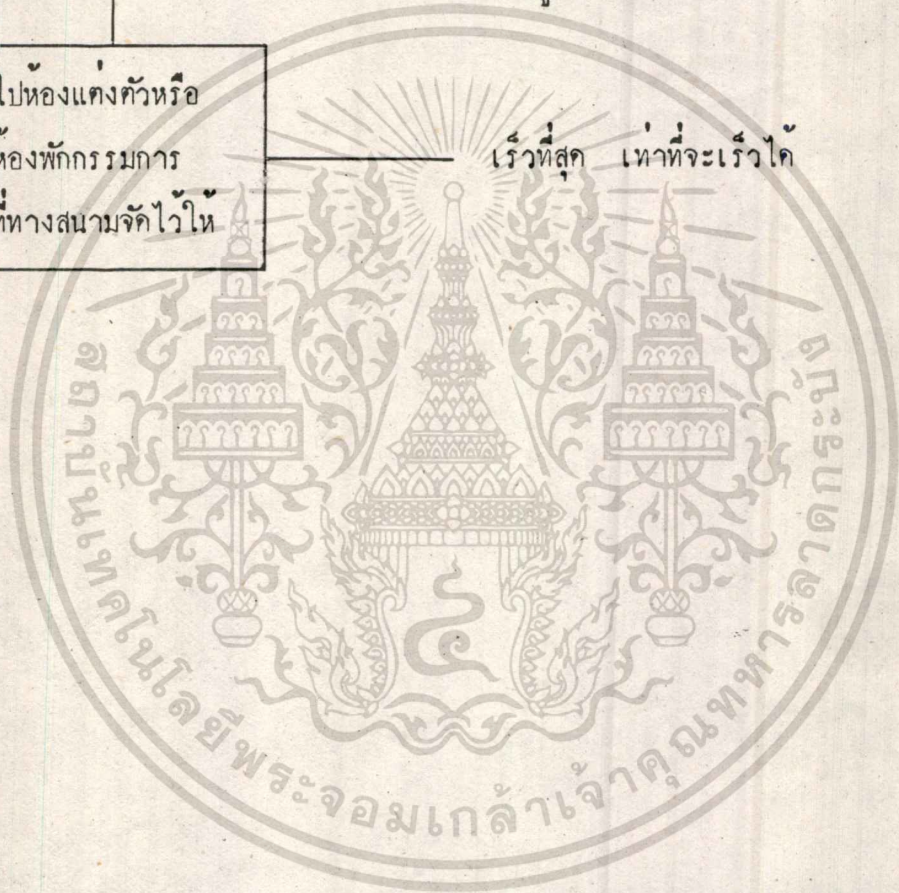 ไปห้องแต่งตัวหรือ
ห้องพักกรรมการ
ที่ทางสนามจัดไว้ให้
เร็วที่สุด เท่าที่จะเร็วได้
สถาบันเทคโนโลยีพระจอมเกล้าเจ้าคุณทหารลาดกระบัง